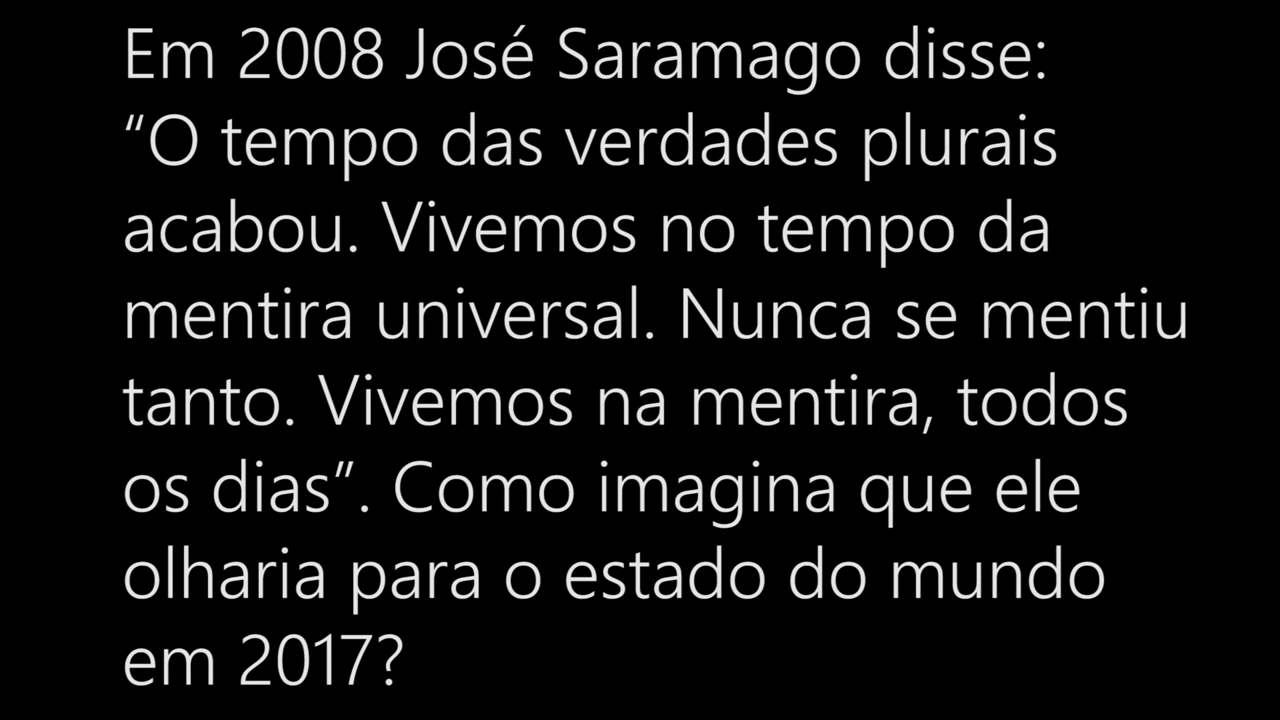 Em 2008 José Saramago disse:
“O tempo das verdades plurais
acabou. Vivemos no tempo da
mentira universal. Nunca se mentiu
tanto. Vivemos na mentira, todos
os dias”. Como imagina que ele
olharia para o estado do mundo
em 2017?